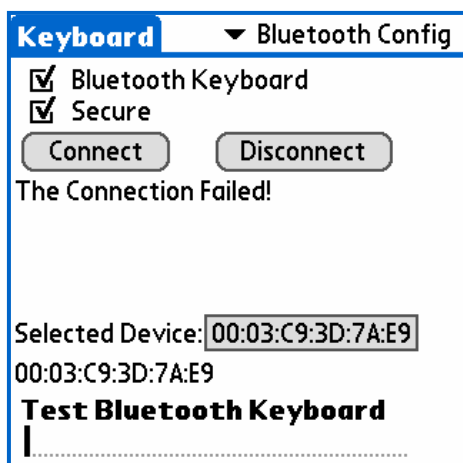 Keyboard Bluetooth Config
Bluetooth Keyboard
Secure
Connect Disconnect
The Connection Failed!
Selected Device: 00:03:C9:3D:7A:E9
00:03:C9:3D:7A:E9
Test Bluetooth Keyboard